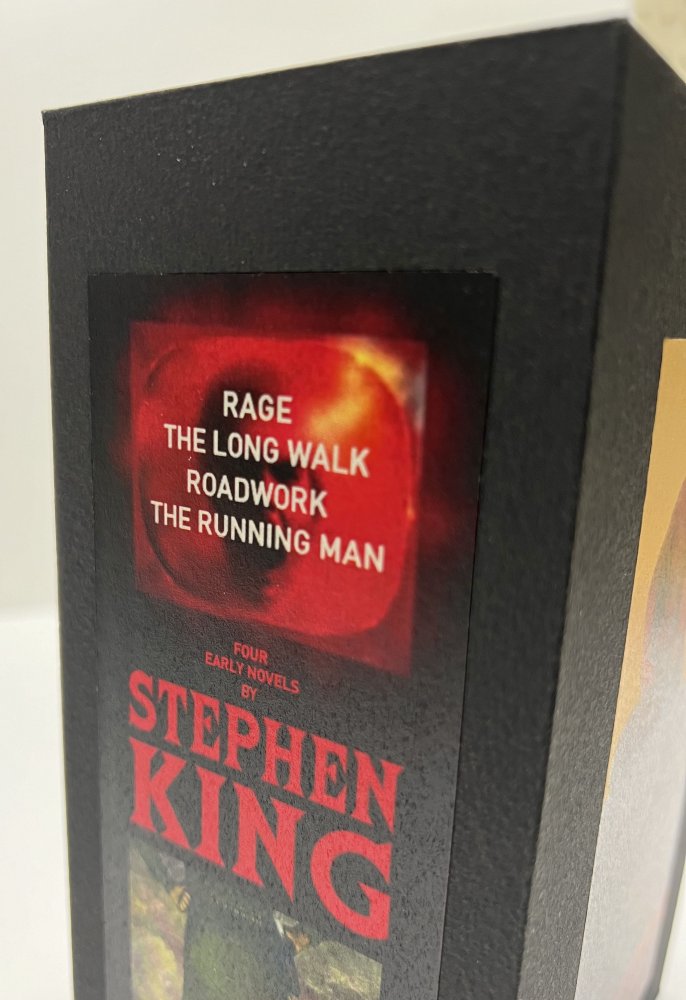 RAGE
THE LONG WALK
ROADWORK
THE RUNNING MAN
FOUR
EARLY NOVELS
BY
STEPHEN
KING